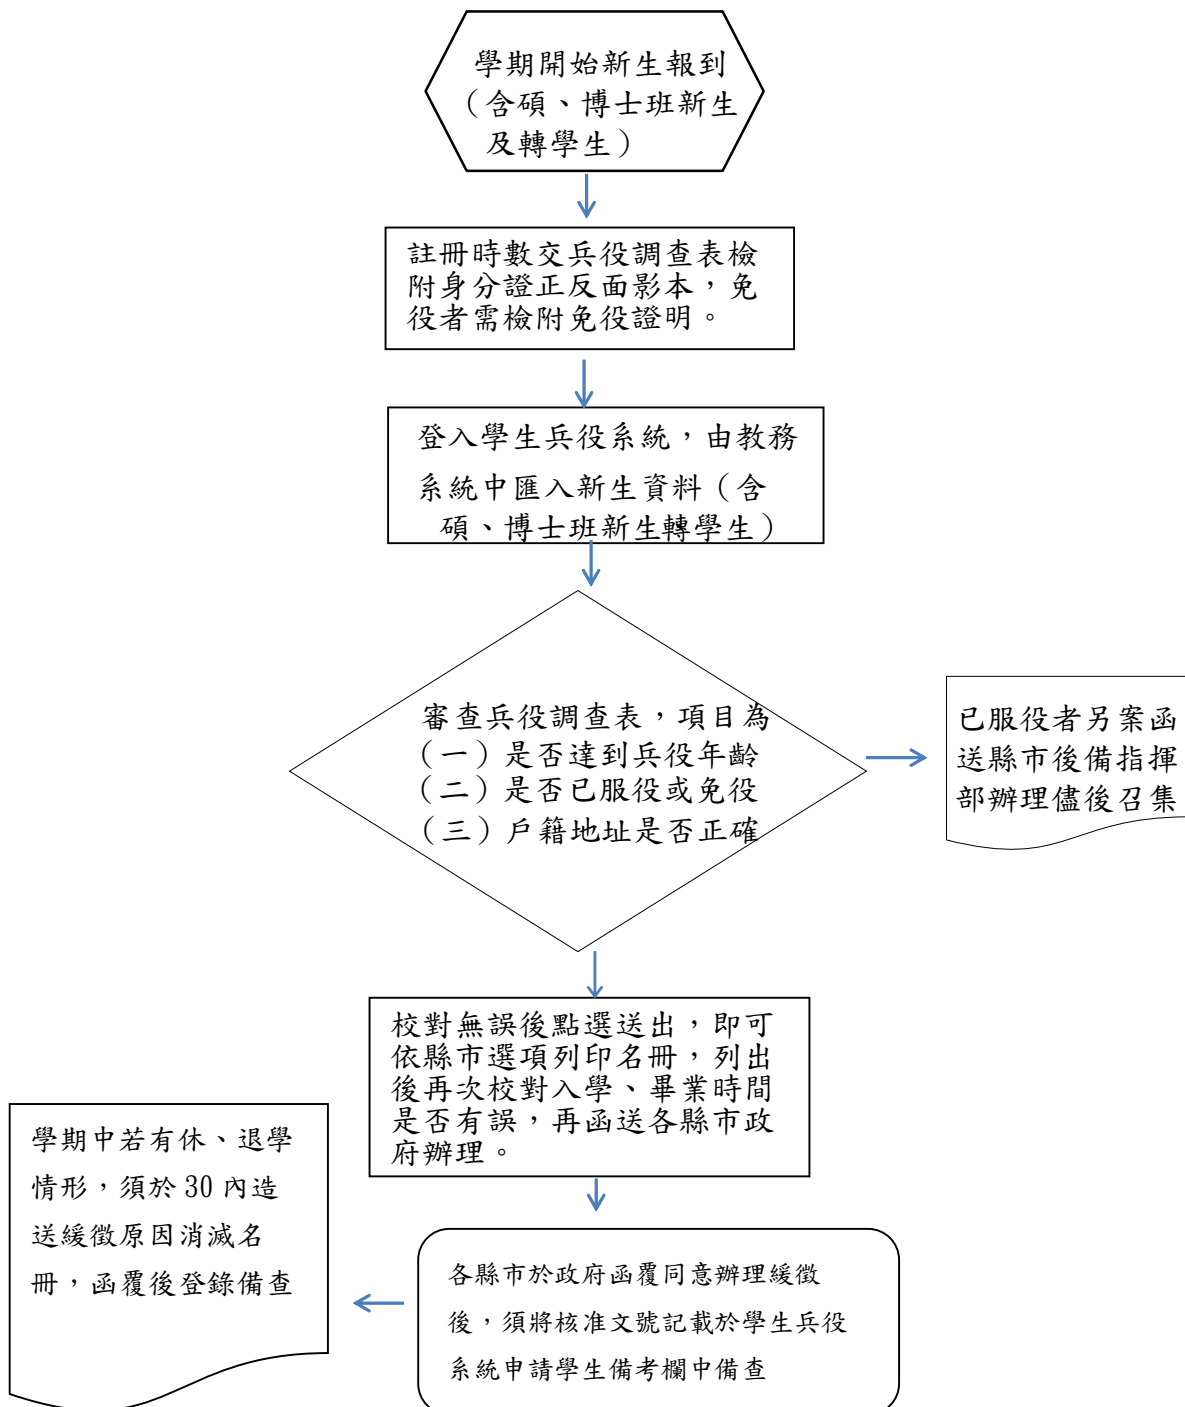 學期開始新生報到
（含碩、博士班新生
及轉學生）
註冊時數交兵役調查表檢
附身分證正反面影本，免
役者需檢附免役證明。
登入學生兵役系統，由教務
系統中匯入新生資料（含
碩、博士班新生轉學生）
審查兵役調查表，項目為
（一）是否達到兵役年齡
（二）是否已服役或免役
（三）戶籍地址是否正確
已服役者另案函
送縣市後備指揮
部辦理儘後召集
校對無誤後點選送出，即可
依縣市選項列印名冊，列出
後再次校對入學、畢業時間
是否有誤，再函送各縣市政
府辦理。
學期中若有休、退學
情形，須於 30 內造
送緩徵原因消滅名
冊，函覆後登錄備查
各縣市於政府函覆同意辦理緩徵
後，須將核准文號記載於學生兵役
系統申請學生備考欄中備查